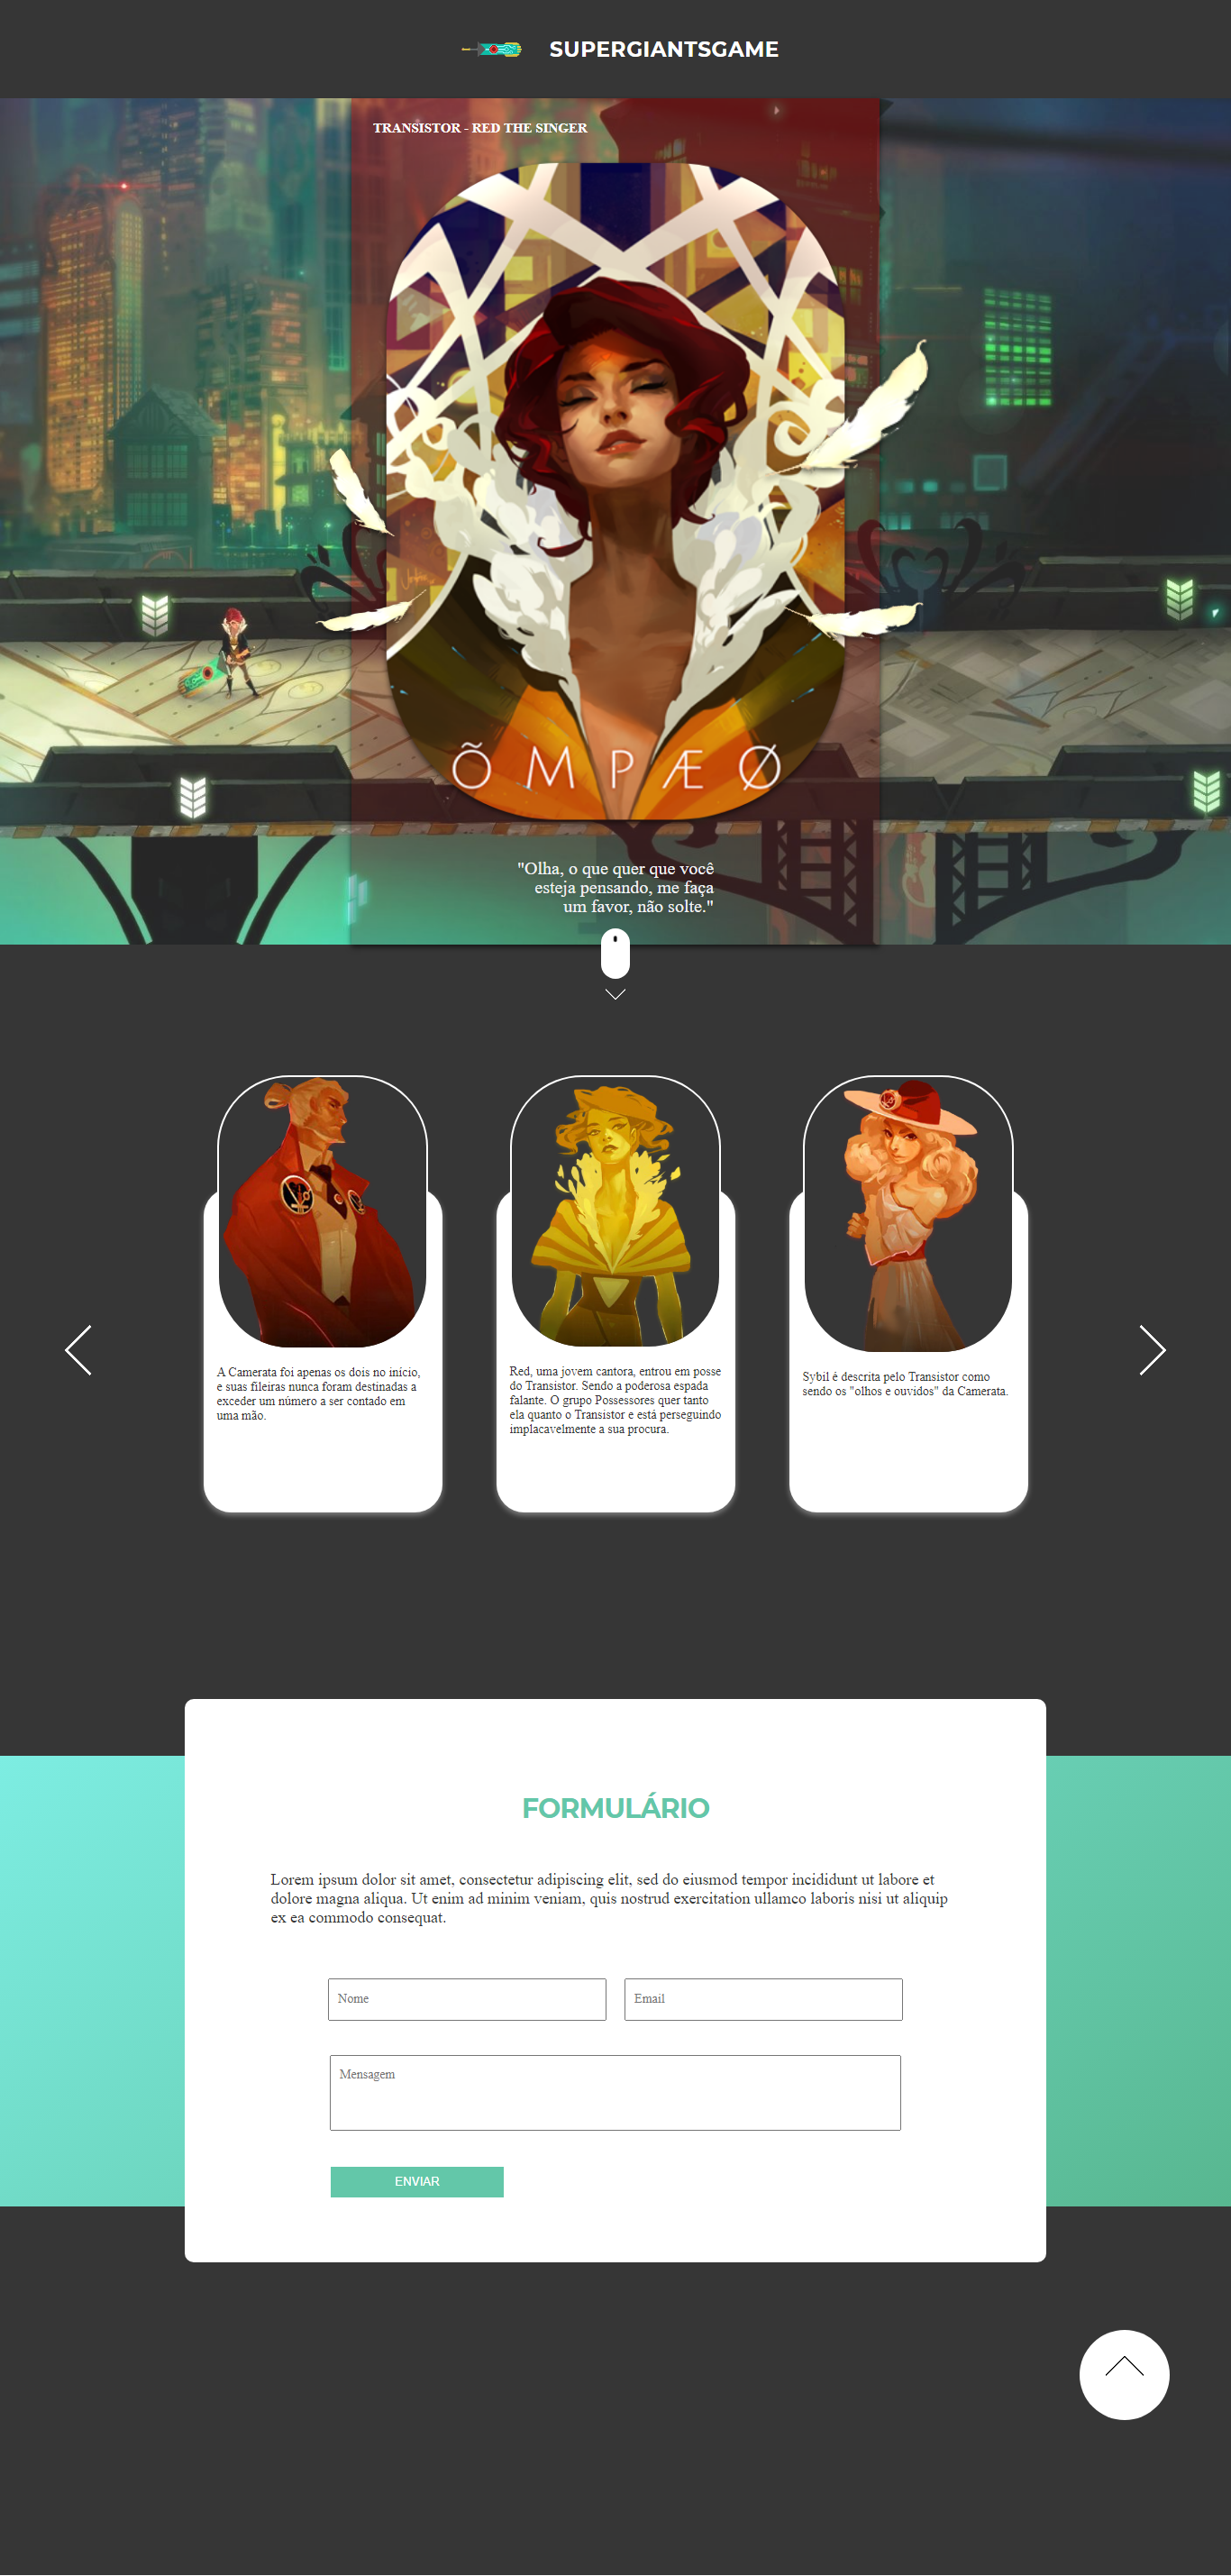 SUPERGIANTSGAME
TRANSISTOR - RED THE SINGER
Õ M P Æ Ø
"Olha, o que quer que você
esteja pensando, me faça
um favor, não solte."
A Camerata foi apenas os dois no início,
e suas fileiras nunca foram destinadas a
exceder um número a ser contado em
uma mão.
Red, uma jovem cantora, entrou em posse
do Transistor. Sendo a poderosa espada
falante. O grupo Possessores quer tanto
ela quanto o Transistor e está perseguindo
implacavelmente a sua procura.
Sybil é descrita pelo Transistor como
sendo os "olhos e ouvidos" da Camerata.
FORMULÁRIO
Lorem ipsum dolor sit amet, consectetur adipiscing elit, sed do eiusmod tempor incididunt ut labore et
dolore magna aliqua. Ut enim ad minim veniam, quis nostrud exercitation ullamco laboris nisi ut aliquip
ex ea commodo consequat.
Nome
Email
Mensagem
ENVIAR